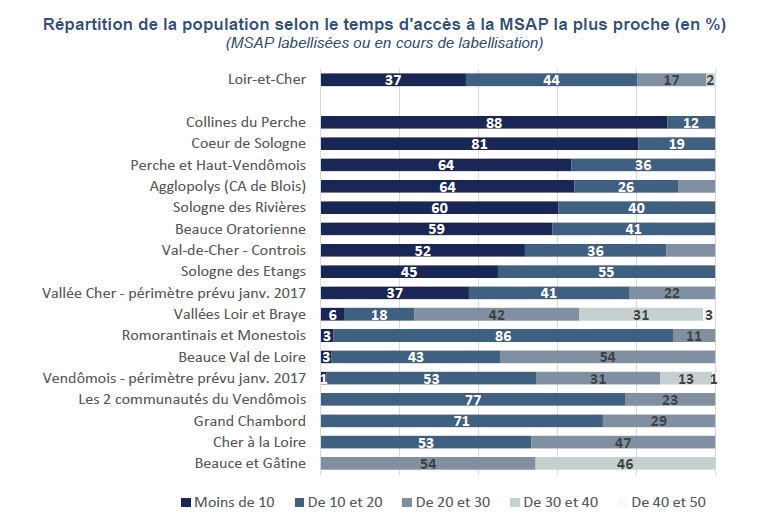 Répartition de la population selon le temps d'accès à la MSAP la plus proche (en %)
(MSAP labellisées ou en cours de labellisation)
Loir-et-Cher 37 44 17 2
Collines du Perche 88 12
Coeur de Sologne 81 19
Perche et Haut-Vendômois 64 36
Agglopolys (CA de Blois) 64 26
Sologne des Rivières 60 40
Beauce Oratorienne 59 41
Val-de-Cher - Controis 52 36
Sologne des Etangs 45 55
Vallée Cher - périmètre prévu janv. 2017 37 41 22
Vallées Loir et Braye 6 18 42 31 3
Romorantinais et Monestois 3 86 11
Beauce Val de Loire 3 43 54
Vendômois - périmètre prévu janv. 2017 1 53 31 13 1
Les 2 communautés du Vendômois 77 23
Grand Chambord 71 29
Cher à la Loire 53 47
Beauce et Gâtine 54 46
Moins de 10 De 10 et 20 De 20 et 30 De 30 et 40 De 40 et 50